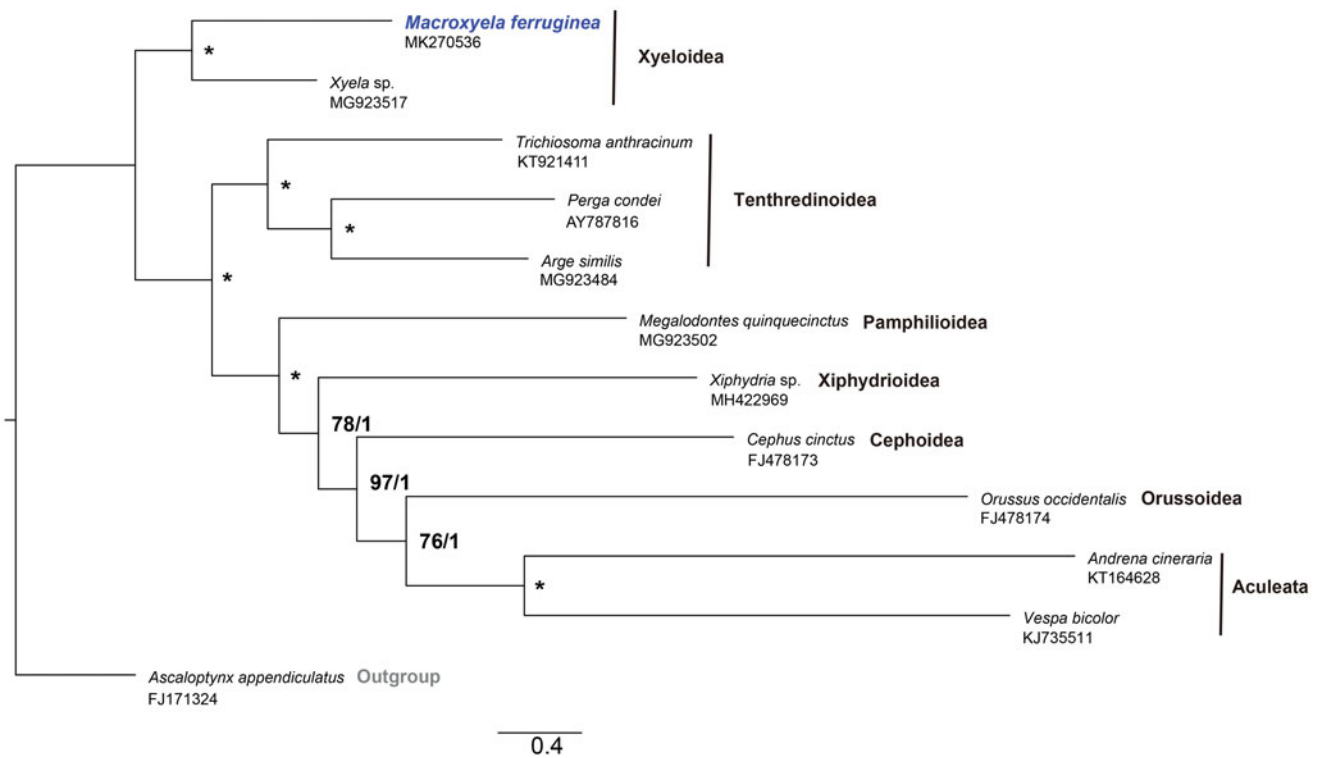 Macroxyela ferruginea
MK270536
*
Xyeloidea
Xyela sp.
MG923517
Trichiosoma anthracinum
KT921411
*
Perga condei
AY787816
Tenthredinoidea
*
Arge similis
MG923484
*
Megalodontes quinquecinctus Pamphilioidea
MG923502
*
Xiphydria sp. Xiphydrioidea
MH422969
78/1
Cephus cinctus Cephoidea
FJ478173
97/1
Orussus occidentalis Orussoidea
FJ478174
76/1
Andrena cineraria
KT164628
*
Aculeata
Vespa bicolor
KJ735511
Ascaloptynx appendiculatus Outgroup
FJ171324
0.4